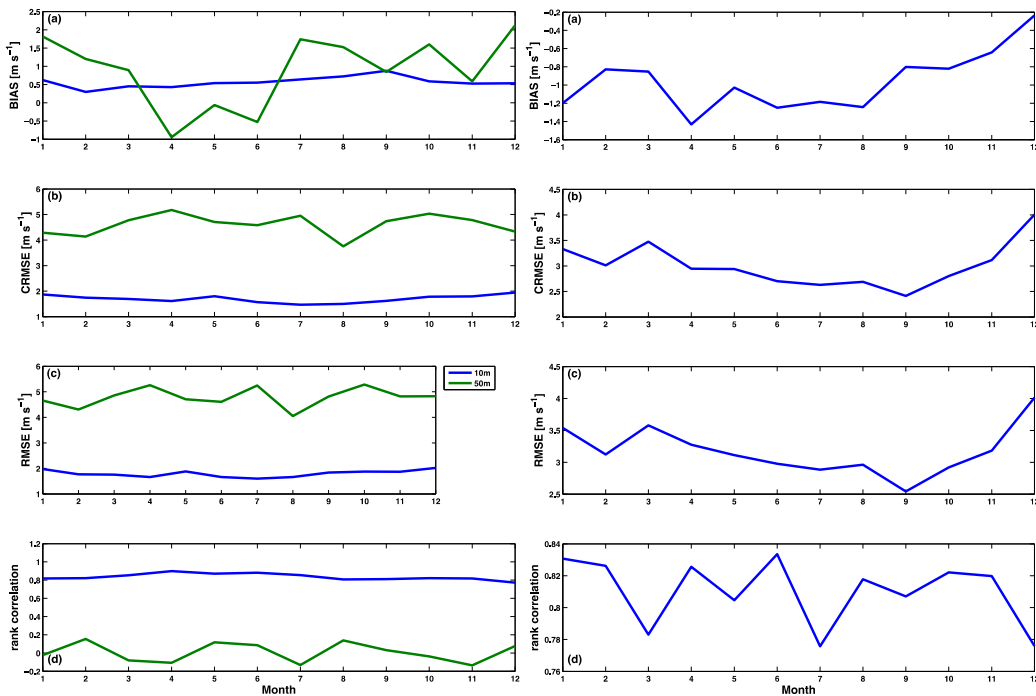 (a)
BIAS [m s⁻¹]
2.5
2
1.5
1
0.5
0
−0.5
−1
1 2 3 4 5 6 7 8 9 10 11 12
(b)
CRMSE [m s⁻¹]
6
5
4
3
2
1
1 2 3 4 5 6 7 8 9 10 11 12
(c)
RMSE [m s⁻¹]
6
5
4
3
2
1
1 2 3 4 5 6 7 8 9 10 11 12
10m
50m
(d)
rank correlation
1.2
1
0.8
0.6
0.4
0.2
0
−0.2
1 2 3 4 5 6 7 8 9 10 11 12
Month
(a)
BIAS [m s⁻¹]
−0.2
−0.4
−0.6
−0.8
−1
−1.2
−1.4
−1.6
1 2 3 4 5 6 7 8 9 10 11 12
(b)
CRMSE [m s⁻¹]
4.5
4
3.5
3
2.5
2
1 2 3 4 5 6 7 8 9 10 11 12
(c)
RMSE [m s⁻¹]
4.5
4
3.5
3
2.5
1 2 3 4 5 6 7 8 9 10 11 12
(d)
rank correlation
0.84
0.82
0.8
0.78
0.76
1 2 3 4 5 6 7 8 9 10 11 12
Month